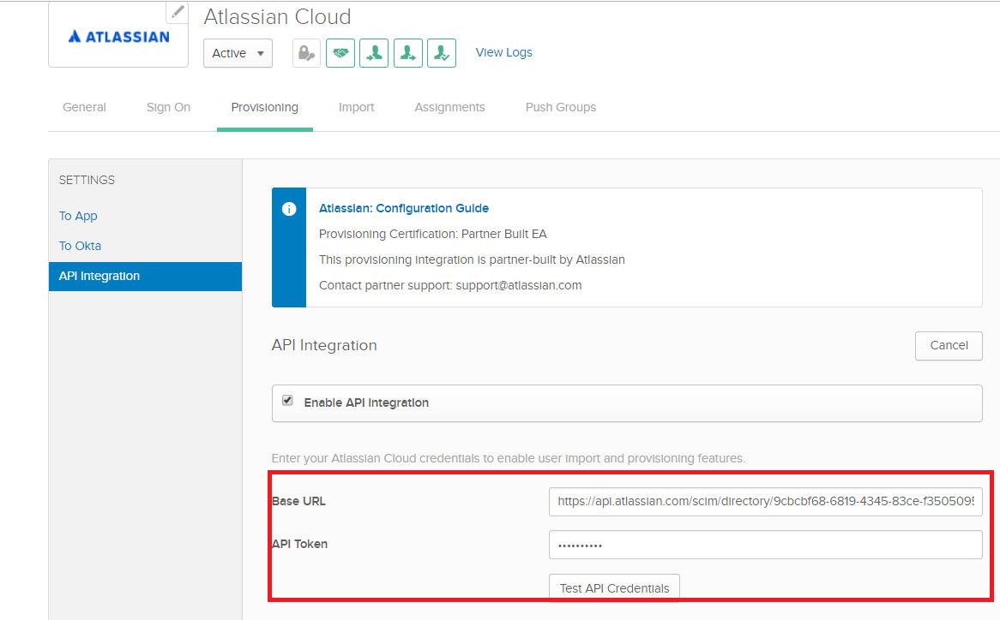 Atlassian Cloud
ATLASSIAN
Active
View Logs
General Sign On Provisioning Import Assignments Push Groups
SETTINGS
To App
To Okta
API Integration
Atlassian: Configuration Guide
Provisioning Certification: Partner Built EA
This provisioning integration is partner-built by Atlassian
Contact partner support: support@atlassian.com
API Integration
Cancel
Enable API Integration
Enter your Atlassian Cloud credentials to enable user import and provisioning features.
Base URL https://api.atlassian.com/scim/directory/9cbcbf68-6819-4345-83ce-f3505095
API Token ••••••••••
Test API Credentials